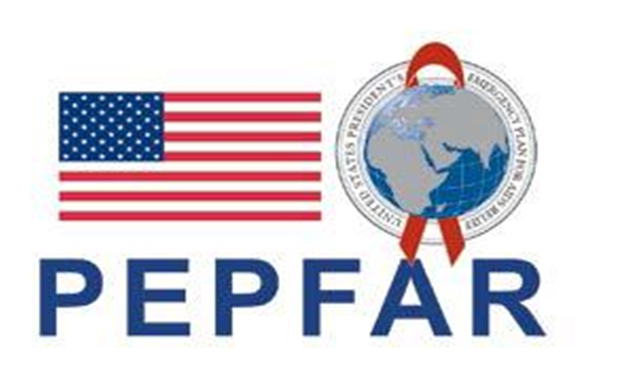 UNITED STATES PRESIDENT'S EMERGENCY PLAN FOR AIDS RELIEF
PEPFAR